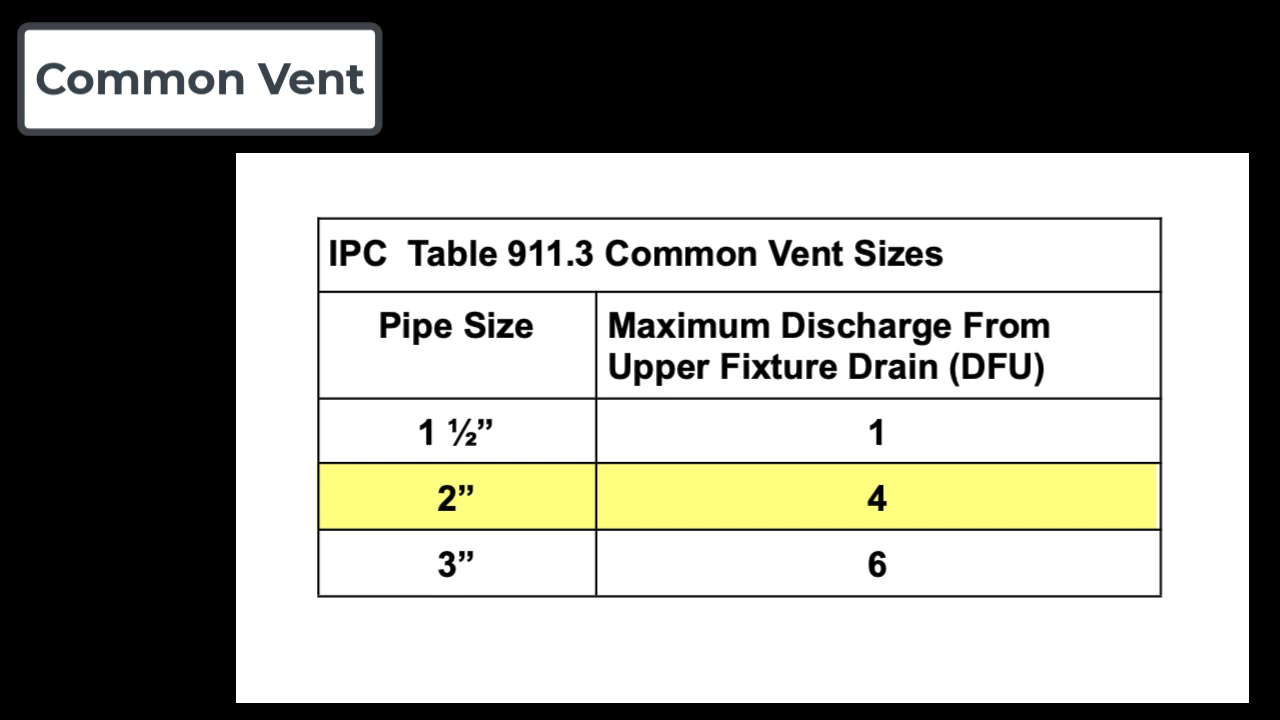 Common Vent
IPC  Table 911.3 Common Vent Sizes
Pipe Size
Maximum Discharge From
Upper Fixture Drain (DFU)
1 ½”
1
2”
4
3”
6